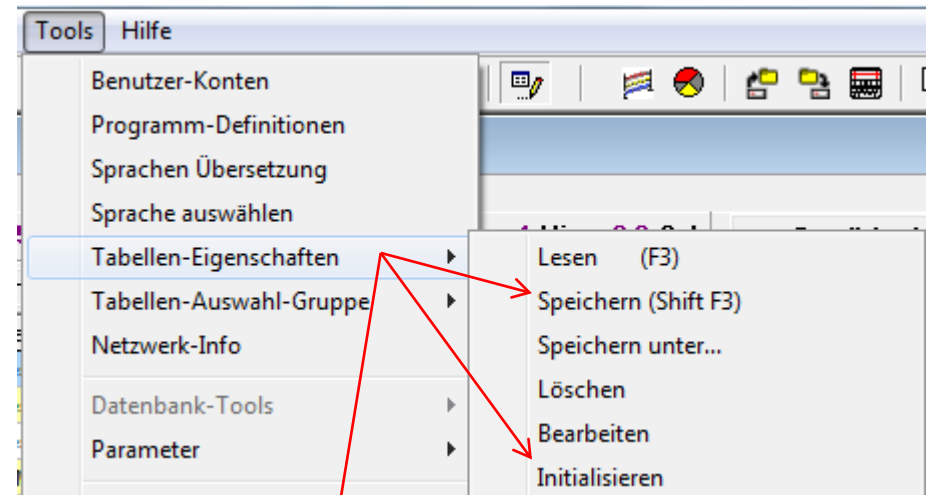 Tools Hilfe
Benutzer-Konten
Programm-Definitionen
Sprachen Übersetzung
Sprache auswählen
Tabellen-Eigenschaften
Tabellen-Auswahl-Gruppe
Netzwerk-Info
Datenbank-Tools
Parameter
Lesen (F3)
Speichern (Shift F3)
Speichern unter...
Löschen
Bearbeiten
Initialisieren